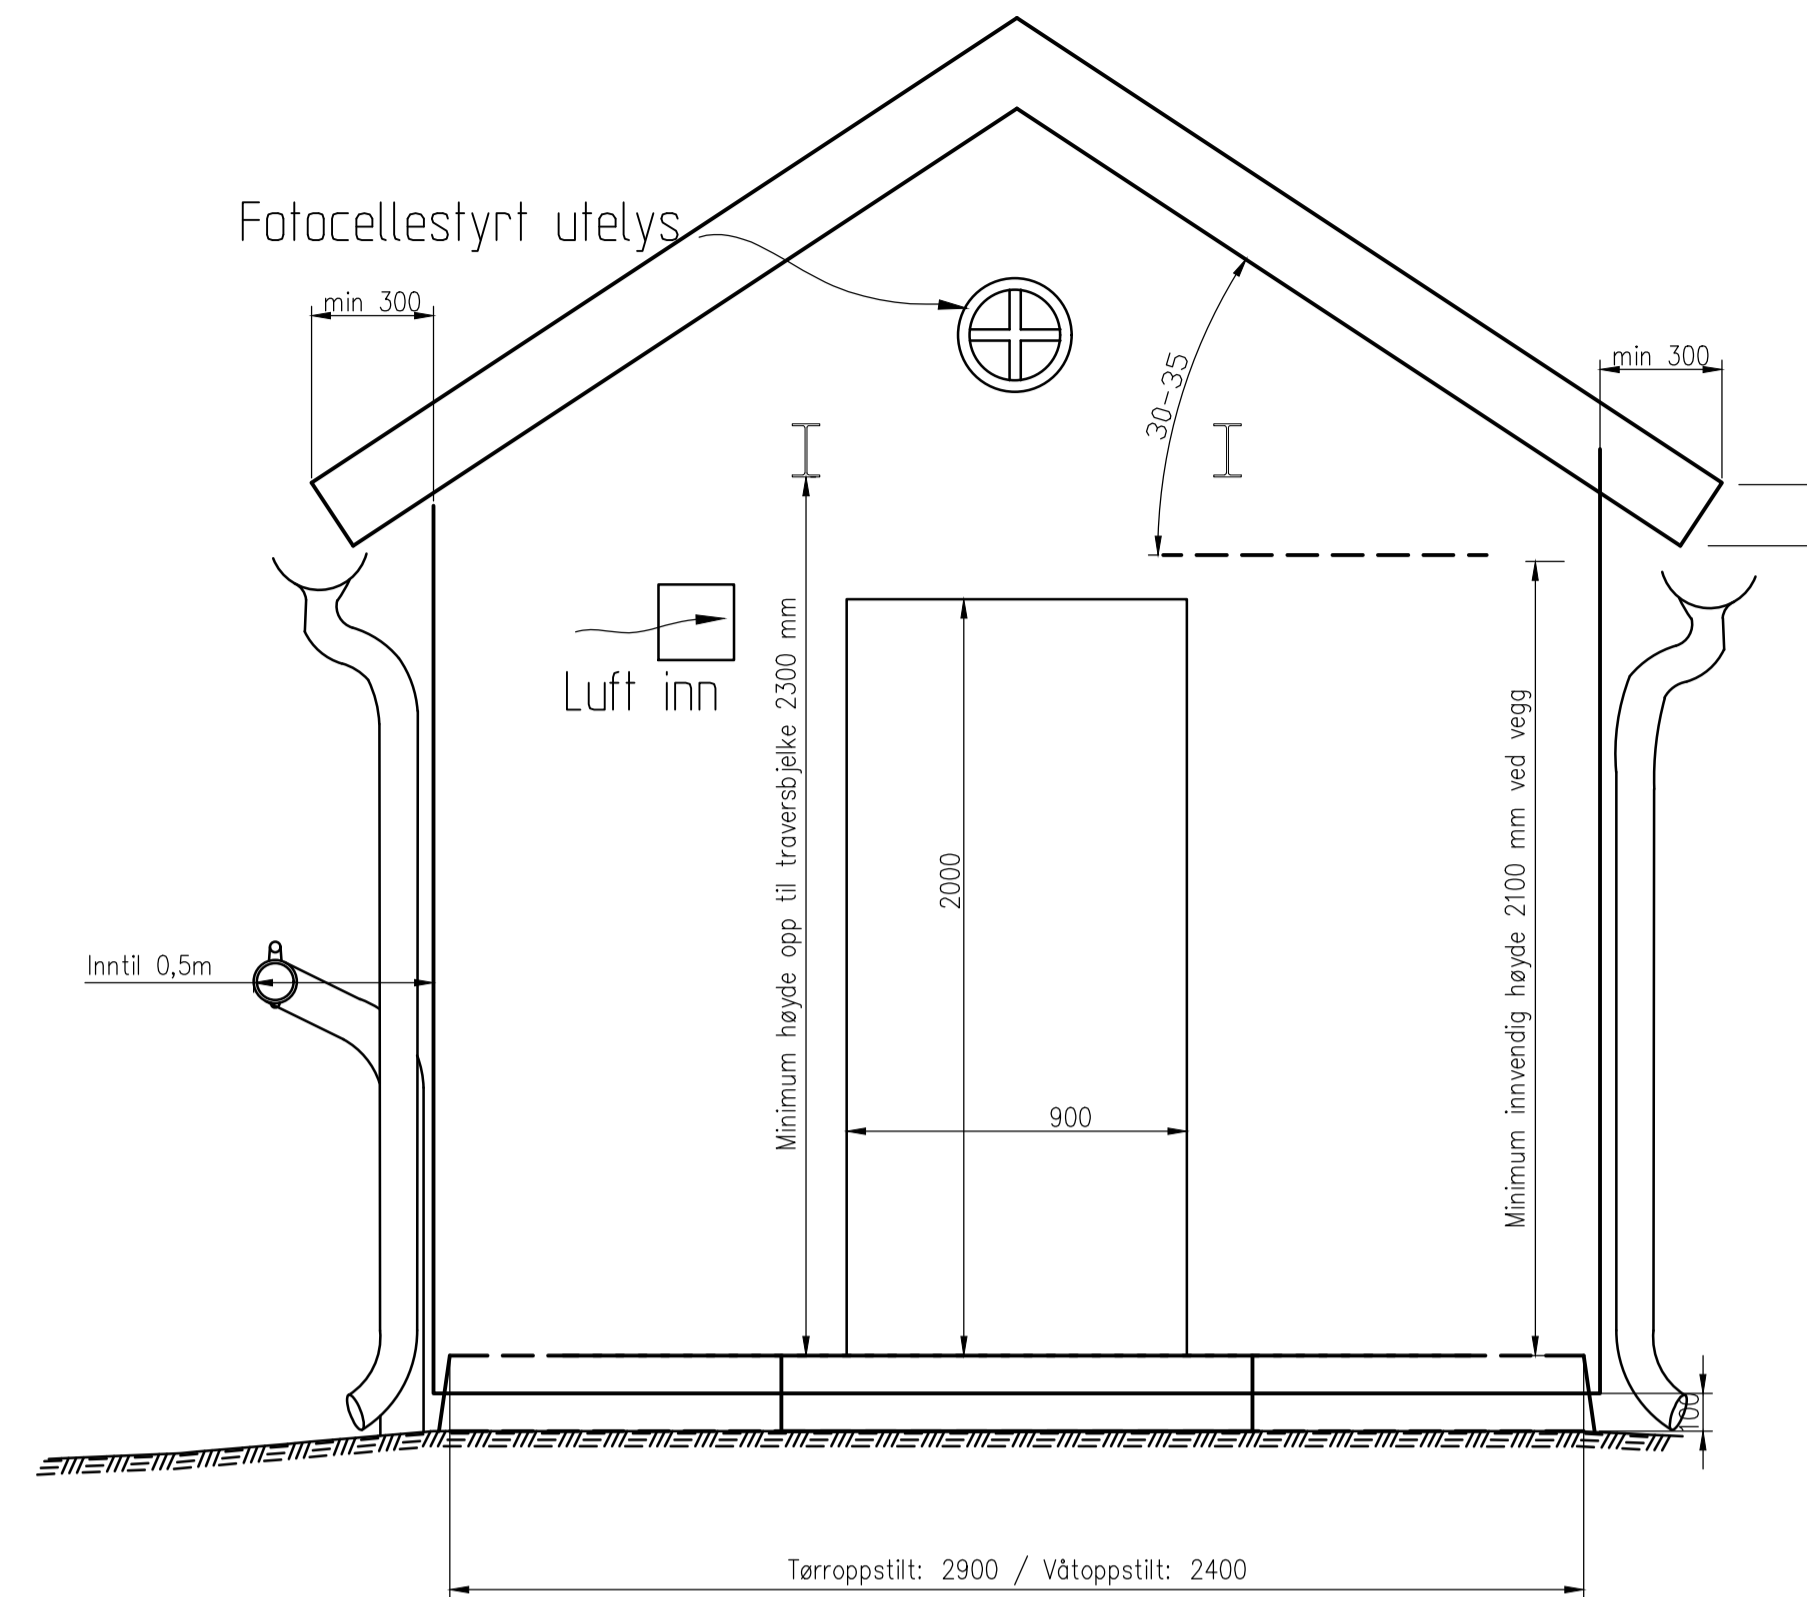 Fotocellestyrt utelys
min 300
min 300
30-35
Luft inn
Minimum høyde opp til traversbjelke 2300 mm
2000
Minimum innvendig høyde 2100 mm ved vegg
Inntil 0,5m
900
100
Tørroppstilt: 2900 / Våtoppstilt: 2400